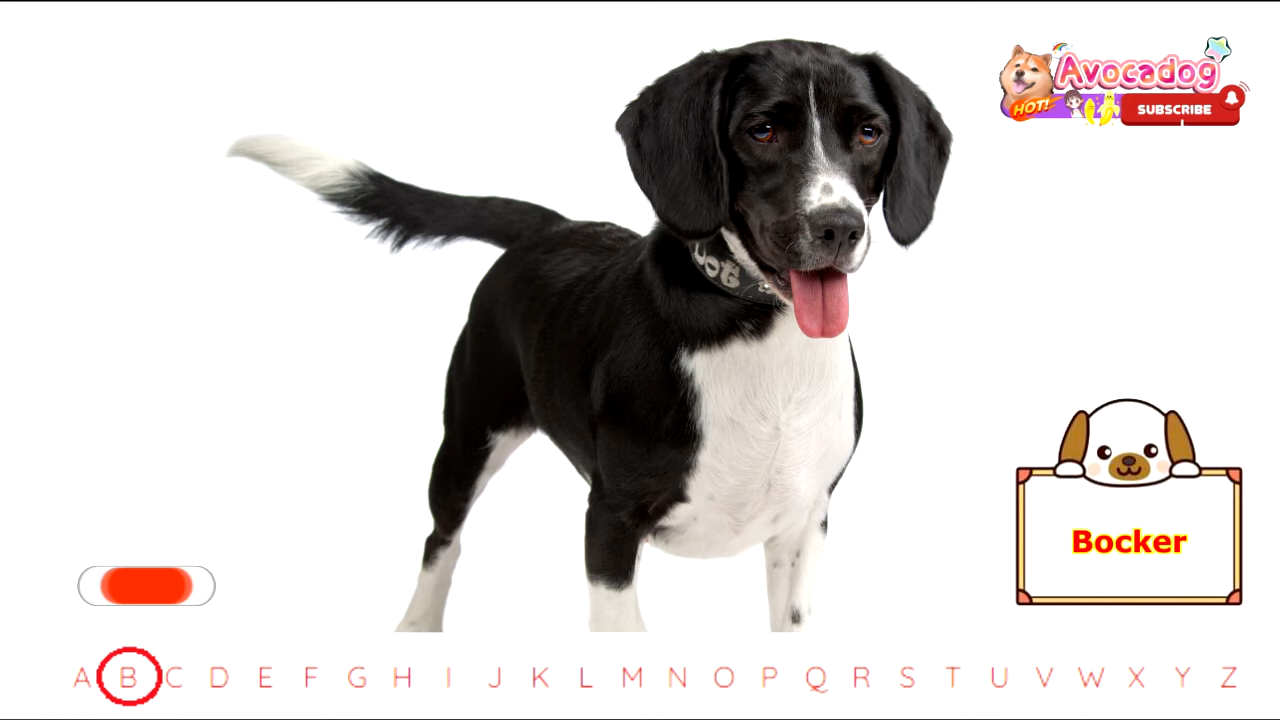 Avocadog
HOT!
SUBSCRIBE
Bocker
A B C D E F G H I J K L M N O P Q R S T U V W X Y Z